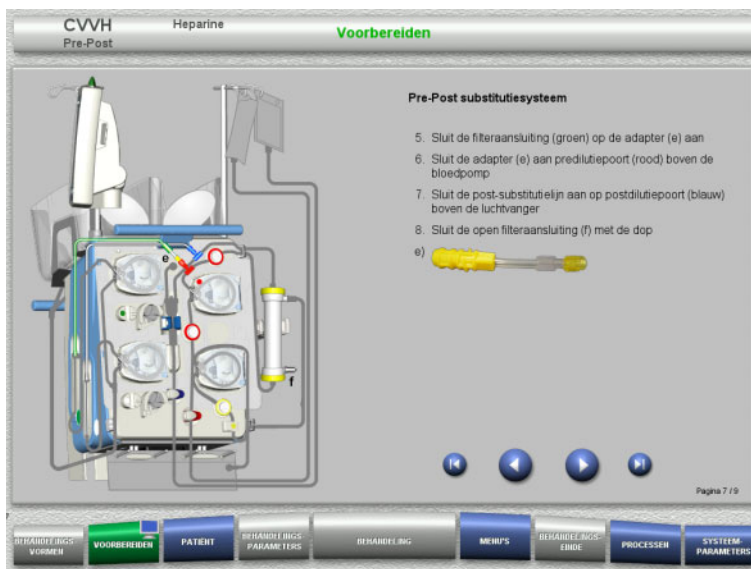 CVVH
Heparine
Pre-Post
Voorbereiden
Pre-Post substitutiesysteem
5. Sluit de filteraansluiting (groen) op de adapter (e) aan
6. Sluit de adapter (e) aan predilutiepoort (rood) boven de
bloedpomp
7. Sluit de post-substitutielijn aan op postdilutiepoort (blauw)
boven de luchtvanger
8. Sluit de open filteraansluiting (f) met de dop
e)
e
f
Pagina 7 / 9
BEHANDELINGS-
VORMEN
VOORBEREIDEN
PATIËNT
BEHANDELINGS-
PARAMETERS
BEHANDELING
MENU'S
BEHANDELINGS-
EINDE
PROCESSEN
SYSTEEM-
PARAMETERS